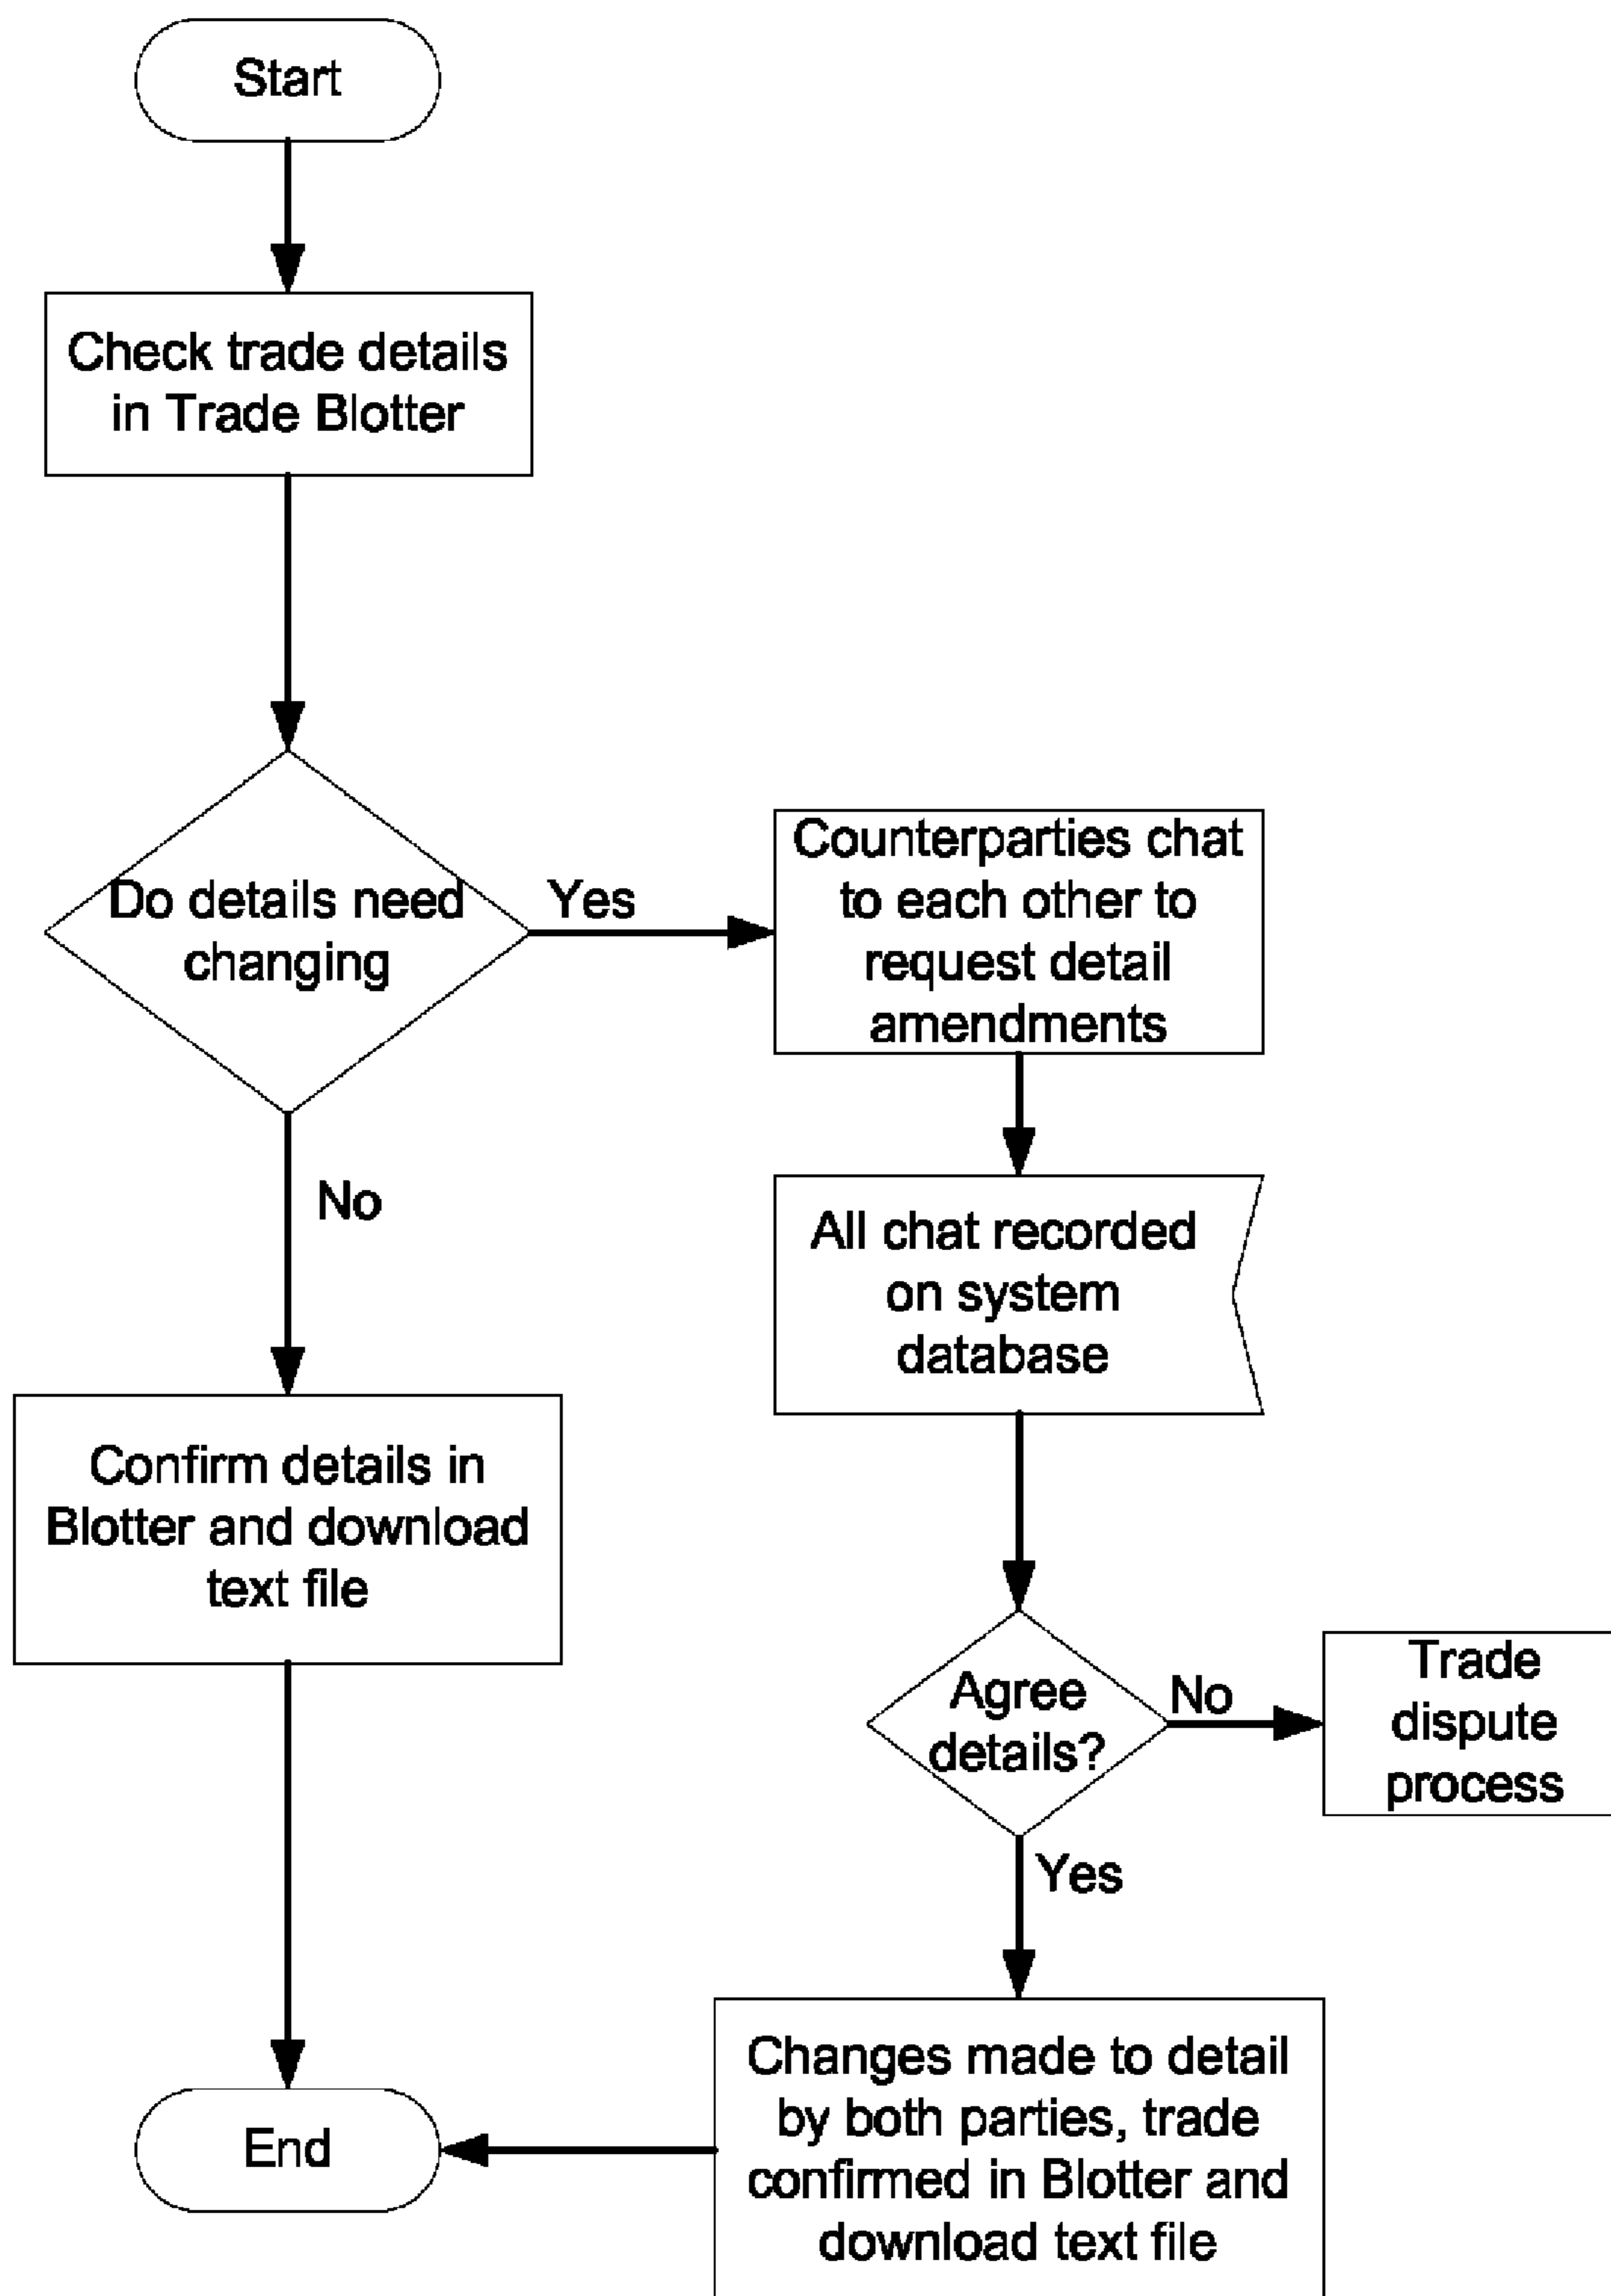 Start
Check trade details
in Trade Blotter
Do details need
changing
Yes
Counterparties chat
to each other to
request detail
amendments
No
All chat recorded
on system
database
Confirm details in
Blotter and download
text file
Agree
details?
No
Trade
dispute
process
Yes
Changes made to detail
by both parties, trade
confirmed in Blotter and
download text file
End